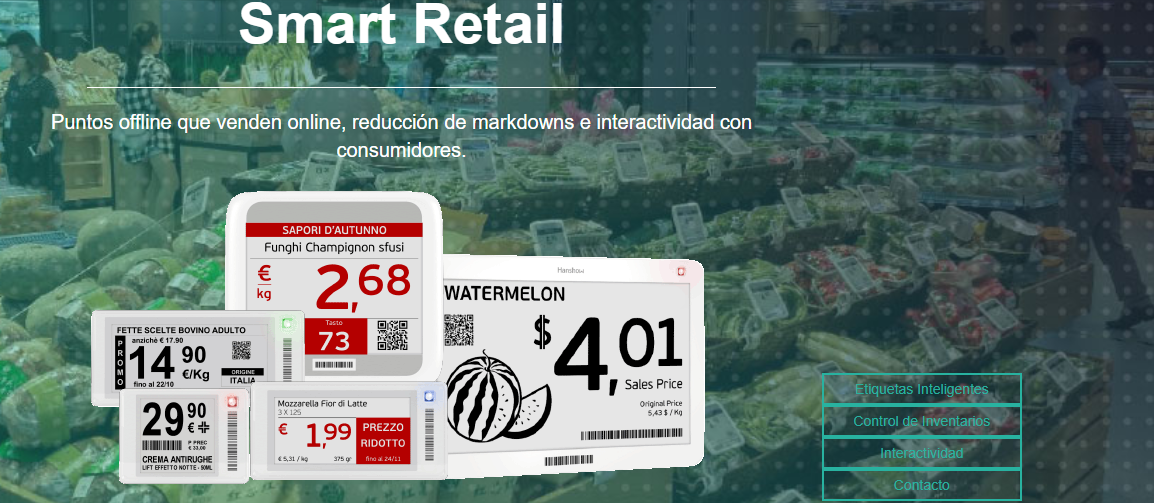 Smart Retail
Puntos offline que venden online, reducción de markdowns e interactividad con
consumidores.
SAPORI D'AUTUNNO
Funghi Champignon sfusi
€
kg
2,68
Tasto
73
Hanshow
WATERMELON
$4,01
Sales Price
Original Price
5,43 $ / Kg
FETTE SCELTE BOVINO ADULTO
anzichè € 17.90
PROMO
14 90
€/Kg
fino al 22/10
ORIGINE
ITALIA
29 90
€
P PREC
€ 33,00
CREMA ANTIRUGHE
LIFT EFFETTO NOTTE - 50ML
Mozzarella Fior di Latte
3 X 125
€ 1,99
PREZZO
RIDOTTO
€ 5,31 / kg 375 gr
fino al 24/11
Etiquetas Inteligentes
Control de Inventarios
Interactividad
Contacto